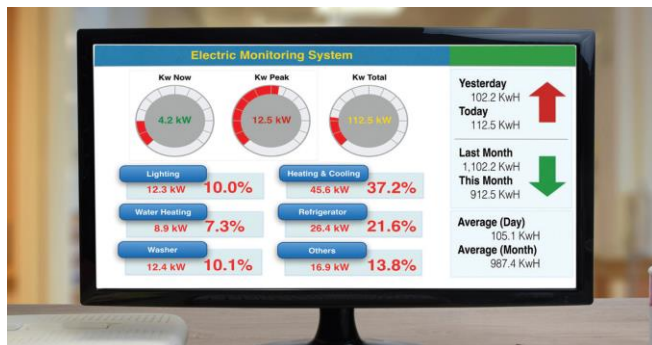 Electric Monitoring System
Kw Now
Kw Peak
Kw Total
4.2 kW
12.5 kW
112.5 kW
Lighting
12.3 kW 10.0%
Heating & Cooling
45.6 kW 37.2%
Water Heating
8.9 kW 7.3%
Refrigerator
26.4 kW 21.6%
Washer
12.4 kW 10.1%
Others
16.9 kW 13.8%
Yesterday
102.2 KwH
Today
112.5 KwH
Last Month
1,102.2 KwH
This Month
912.5 KwH
Average (Day)
105.1 KwH
Average (Month)
987.4 KwH